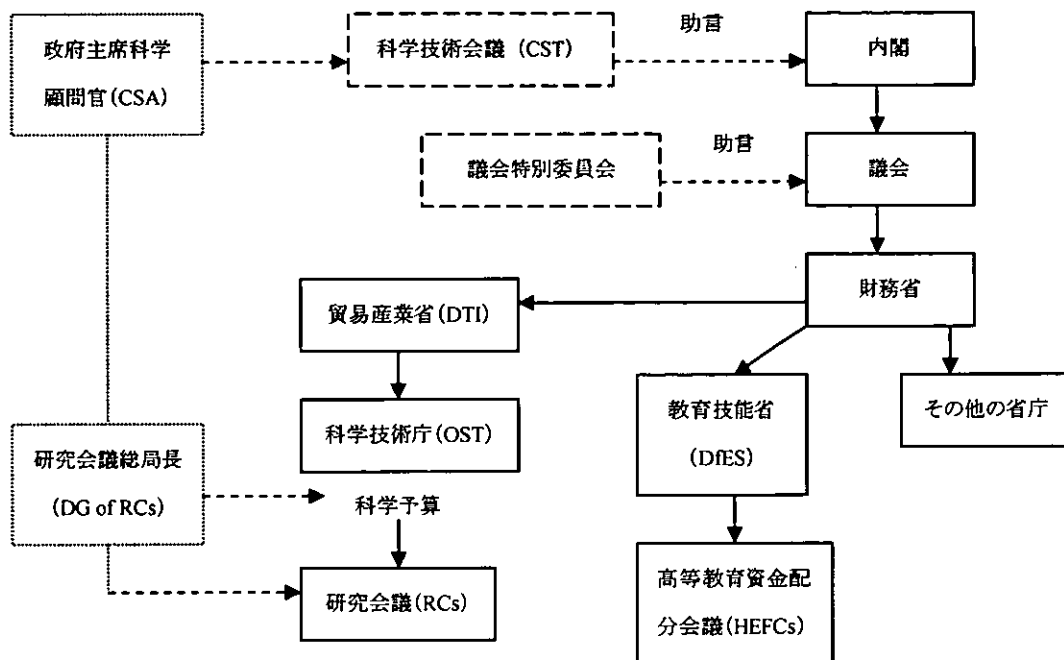 政府主席科学
顧問官(CSA)
科学技術会議 (CST)
助言
内閣
議会特別委員会
助言
議会
財務省
貿易産業省(DTI)
科学技術庁(OST)
教育技能省
(DfES)
その他の省庁
研究会議総局長
(DG of RCs)
科学予算
研究会議(RCs)
高等教育資金配
分会議(HEFCs)